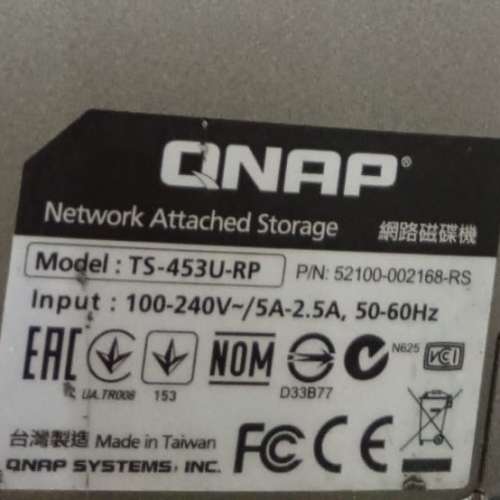 QNAP®
Network Attached Storage 網路磁碟機
Model : TS-453U-RP P/N: 52100-002168-RS
Input : 100-240V~/5A-2.5A, 50-60Hz
EAC NOM N625 VCI
UA.TR008 153 D33B77
台灣製造 Made in Taiwan FC CE
QNAP SYSTEMS, INC.